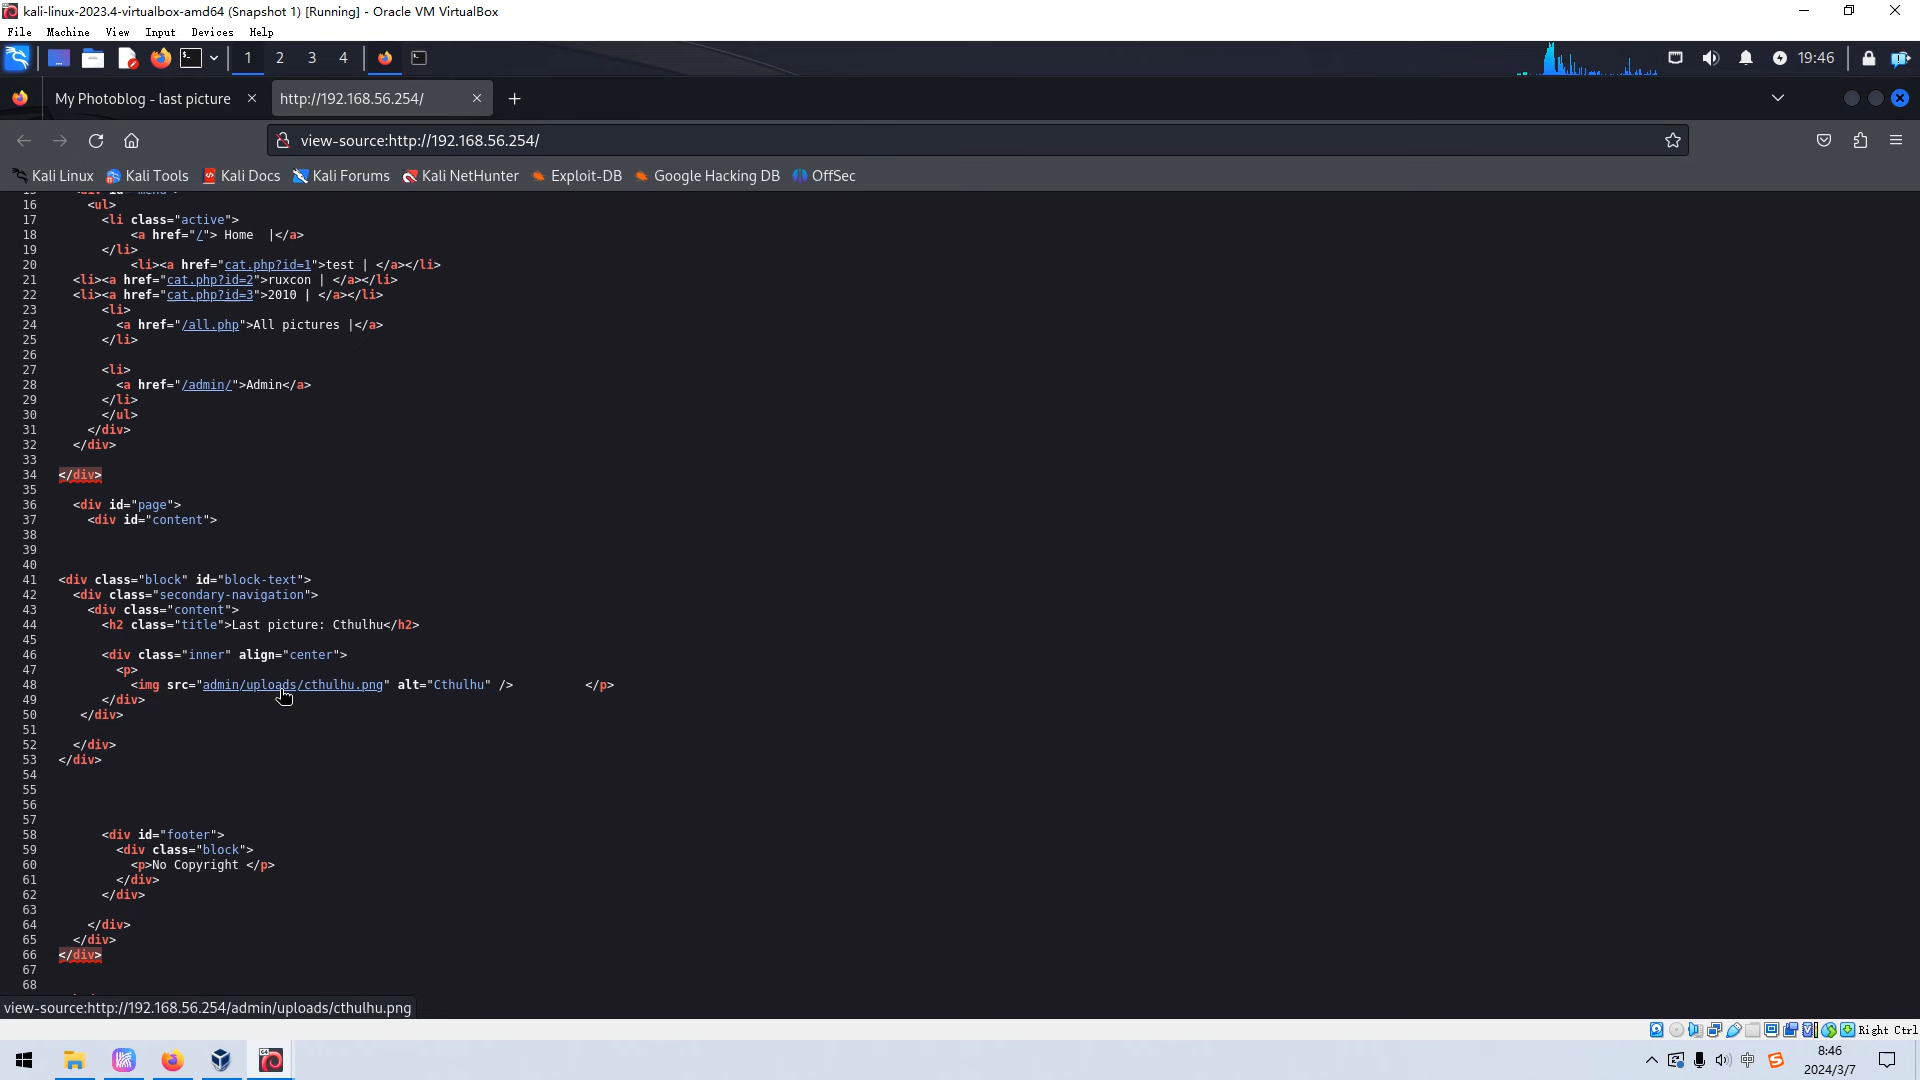 kali-linux-2023.4-virtualbox-amd64 (Snapshot 1) [Running] - Oracle VM VirtualBox
File Machine View Input Devices Help
1 2 3 4 19:46
My Photoblog - last picture http://192.168.56.254/
view-source:http://192.168.56.254/
Kali Linux Kali Tools Kali Docs Kali Forums Kali NetHunter Exploit-DB Google Hacking DB OffSec
16 <ul>
17 <li class="active">
18 <a href="/"> Home |</a>
19 </li>
20 <li><a href="cat.php?id=1">test | </a></li>
21 <li><a href="cat.php?id=2">ruxcon | </a></li>
22 <li><a href="cat.php?id=3">2010 | </a></li>
23 <li>
24 <a href="/all.php">All pictures |</a>
25 </li>
26
27 <li>
28 <a href="/admin/">Admin</a>
29 </li>
30 </ul>
31 </div>
32 </div>
33
34 </div>
35
36 <div id="page">
37 <div id="content">
38
39
40
41 <div class="block" id="block-text">
42 <div class="secondary-navigation">
43 <div class="content">
44 <h2 class="title">Last picture: Cthulhu</h2>
45
46 <div class="inner" align="center">
47 <p>
48 <img src="admin/uploads/cthulhu.png" alt="Cthulhu" /> </p>
49 </div>
50 </div>
51
52 </div>
53 </div>
54
55
56
57
58 <div id="footer">
59 <div class="block">
60 <p>No Copyright </p>
61 </div>
62 </div>
63
64 </div>
65 </div>
66 </div>
67
68
view-source:http://192.168.56.254/admin/uploads/cthulhu.png
Right Ctrl
中
8:46
2024/3/7